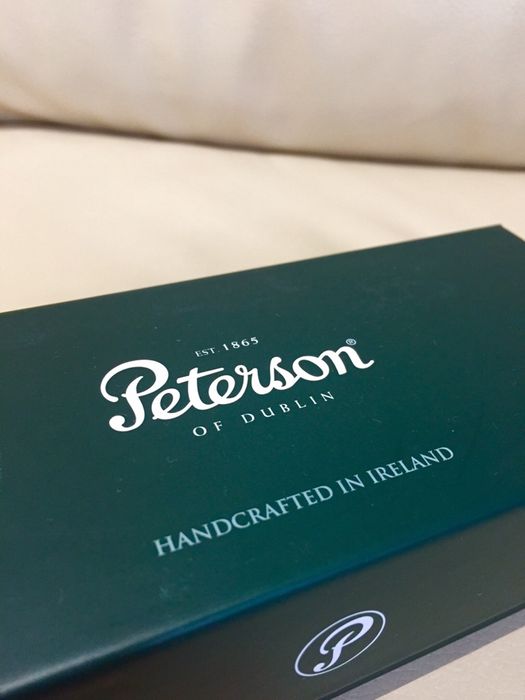 EST. 1865
Peterson®
OF DUBLIN
HANDCRAFTED IN IRELAND
P